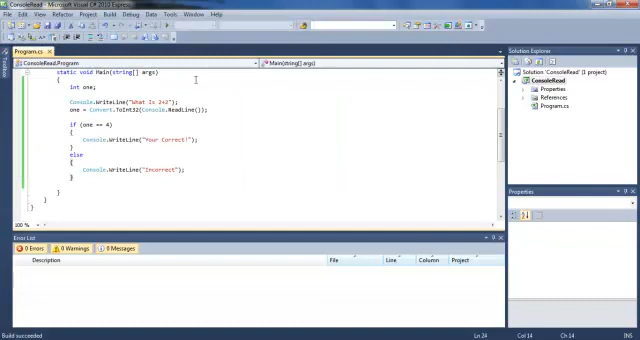 ConsoleRead - Microsoft Visual C# 2010 Express
File Edit View Refactor Project Build Debug Data Tools Window Help
Program.cs
ConsoleRead.Program
Main(string[] args)
static void Main(string[] args)
{
int one;
Console.WriteLine("What Is 2+2");
one = Convert.ToInt32(Console.ReadLine());
if (one == 4)
{
Console.WriteLine("Your Correct!");
}
else
{
Console.WriteLine("Incorrect");
}
}
}
}
100 %
Error List
0 Errors 0 Warnings 0 Messages
Description File Line Column Project
Toolbox
Solution Explorer
Solution 'ConsoleRead' (1 project)
ConsoleRead
Properties
References
Program.cs
Properties
Build succeeded Ln 24 Col 14 Ch 14 INS